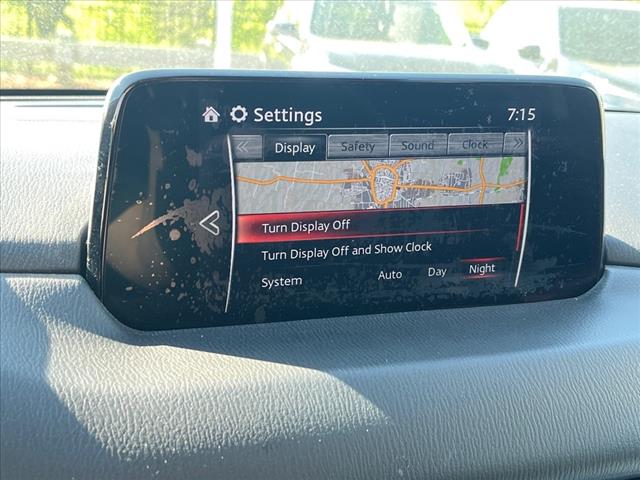 Settings 7:15
« Display Safety Sound Clock »
Turn Display Off
Turn Display Off and Show Clock
System Auto Day Night